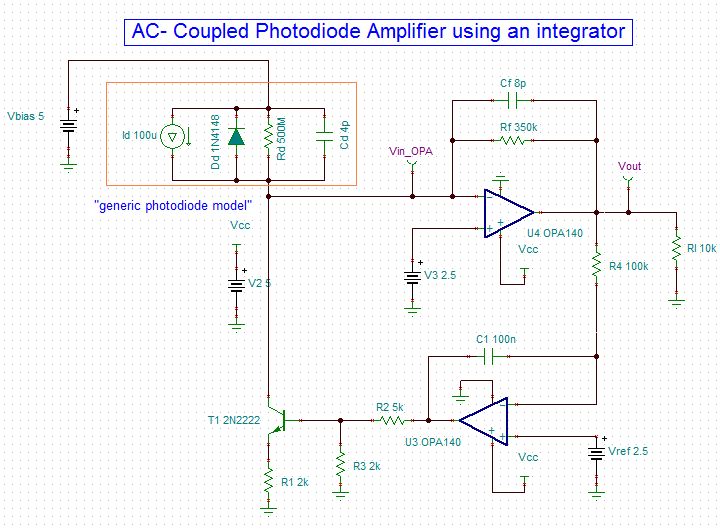 AC- Coupled Photodiode Amplifier using an integrator
Vbias 5
Id 100u
Dd 1N4148
Rd 500M
Cd 4p
"generic photodiode model"
Cf 8p
Rf 350k
Vin_OPA
Vout
U4 OPA140
Vcc
Rl 10k
R4 100k
V3 2.5
Vcc
V2 5
C1 100n
T1 2N2222
R2 5k
U3 OPA140
R3 2k
R1 2k
Vcc
Vref 2.5